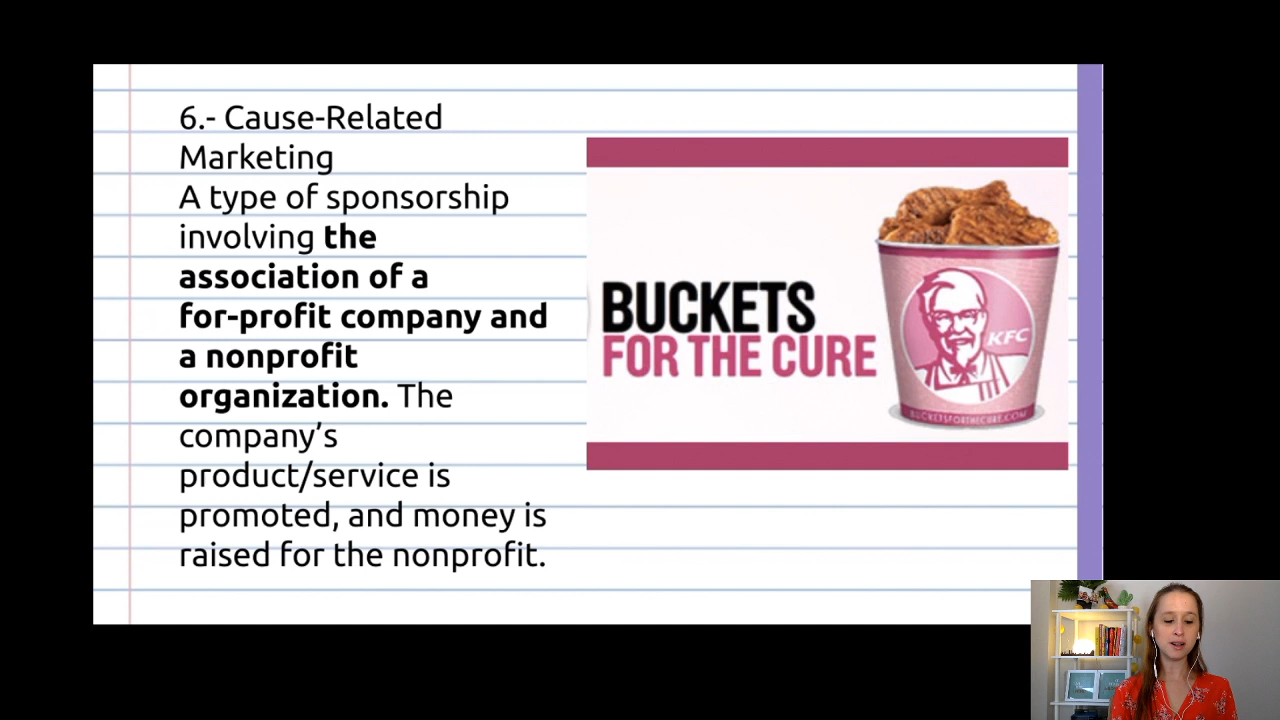 6.- Cause-Related
Marketing
A type of sponsorship
involving the
association of a
for-profit company and
a nonprofit
organization. The
company’s
product/service is
promoted, and money is
raised for the nonprofit.
BUCKETS
FOR THE CURE
KFC
BUCKETSFORTHECURE.COM